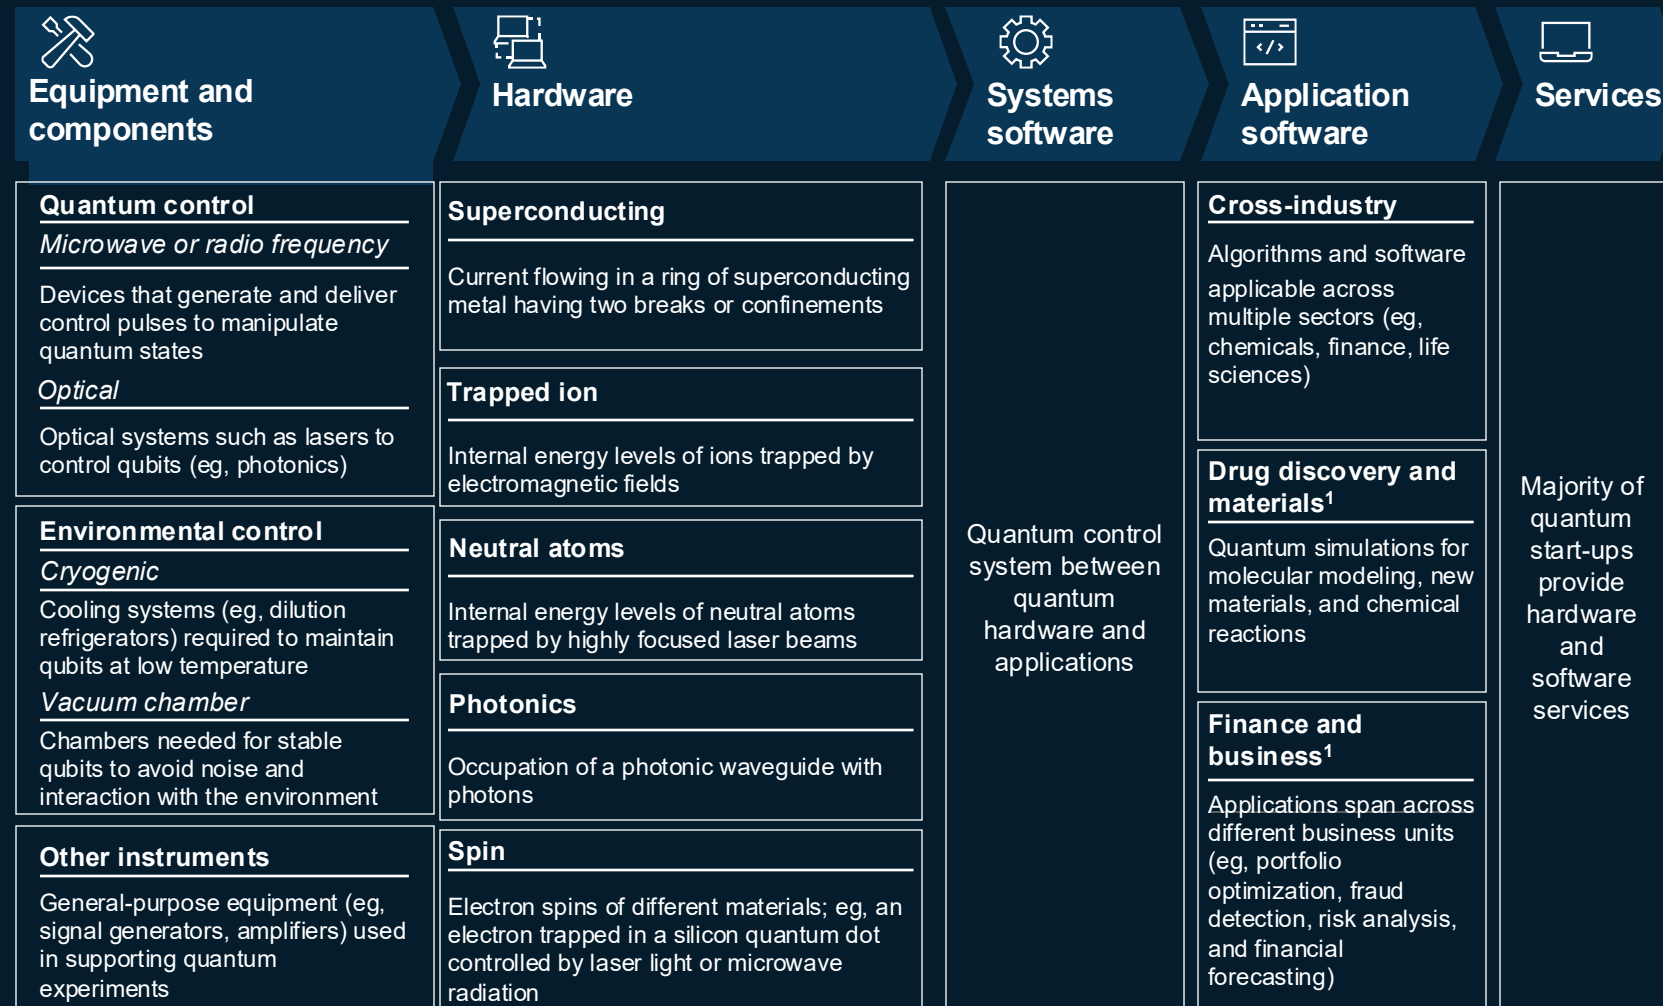 Equipment and
components
Hardware
Systems
software
Application
software
Services
Quantum control
Microwave or radio frequency
Devices that generate and deliver
control pulses to manipulate
quantum states
Optical
Optical systems such as lasers to
control qubits (eg, photonics)
Environmental control
Cryogenic
Cooling systems (eg, dilution
refrigerators) required to maintain
qubits at low temperature
Vacuum chamber
Chambers needed for stable
qubits to avoid noise and
interaction with the environment
Other instruments
General-purpose equipment (eg,
signal generators, amplifiers) used
in supporting quantum
experiments
Superconducting
Current flowing in a ring of superconducting
metal having two breaks or confinements
Trapped ion
Internal energy levels of ions trapped by
electromagnetic fields
Neutral atoms
Internal energy levels of neutral atoms
trapped by highly focused laser beams
Photonics
Occupation of a photonic waveguide with
photons
Spin
Electron spins of different materials; eg, an
electron trapped in a silicon quantum dot
controlled by laser light or microwave
radiation
Quantum control
system between
quantum
hardware and
applications
Cross-industry
Algorithms and software
applicable across
multiple sectors (eg,
chemicals, finance, life
sciences)
Drug discovery and
materials¹
Quantum simulations for
molecular modeling, new
materials, and chemical
reactions
Finance and
business¹
Applications span across
different business units
(eg, portfolio
optimization, fraud
detection, risk analysis,
and financial
forecasting)
Majority of
quantum
start-ups
provide
hardware
and
software
services